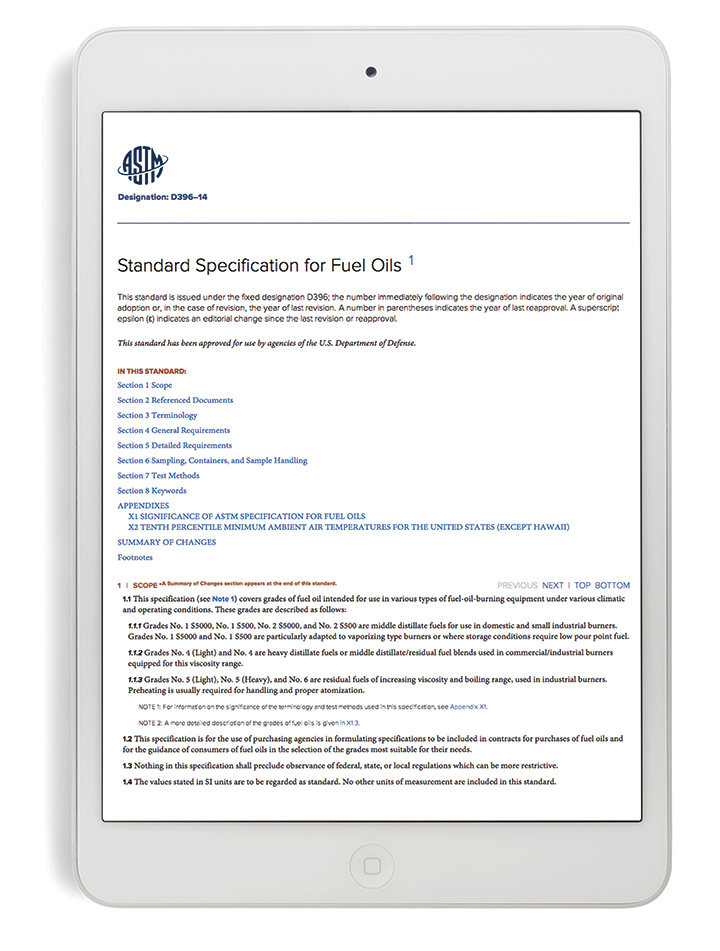 ASTM
Designation: D396–14
Standard Specification for Fuel Oils 1
This standard is issued under the fixed designation D396; the number immediately following the designation indicates the year of original
adoption or, in the case of revision, the year of last revision. A number in parentheses indicates the year of last reapproval. A superscript
epsilon (ε) indicates an editorial change since the last revision or reapproval.
This standard has been approved for use by agencies of the U.S. Department of Defense.
IN THIS STANDARD:
Section 1 Scope
Section 2 Referenced Documents
Section 3 Terminology
Section 4 General Requirements
Section 5 Detailed Requirements
Section 6 Sampling, Containers, and Sample Handling
Section 7 Test Methods
Section 8 Keywords
APPENDIXES
X1 SIGNIFICANCE OF ASTM SPECIFICATION FOR FUEL OILS
X2 TENTH PERCENTILE MINIMUM AMBIENT AIR TEMPERATURES FOR THE UNITED STATES (EXCEPT HAWAII)
SUMMARY OF CHANGES
Footnotes
1 | SCOPE *A Summary of Changes section appears at the end of this standard. PREVIOUS NEXT | TOP BOTTOM
1.1 This specification (see Note 1) covers grades of fuel oil intended for use in various types of fuel-oil-burning equipment under various climatic
and operating conditions. These grades are described as follows:
1.1.1 Grades No. 1 S5000, No. 1 S500, No. 2 S5000, and No. 2 S500 are middle distillate fuels for use in domestic and small industrial burners.
Grades No. 1 S5000 and No. 1 S500 are particularly adapted to vaporizing type burners or where storage conditions require low pour point fuel.
1.1.2 Grades No. 4 (Light) and No. 4 are heavy distillate fuels or middle distillate/residual fuel blends used in commercial/industrial burners
equipped for this viscosity range.
1.1.3 Grades No. 5 (Light), No. 5 (Heavy), and No. 6 are residual fuels of increasing viscosity and boiling range, used in industrial burners.
Preheating is usually required for handling and proper atomization.
NOTE 1: For information on the significance of the terminology and test methods used in this specification, see Appendix X1.
NOTE 2: A more detailed description of the grades of fuel oils is given in X1.3.
1.2 This specification is for the use of purchasing agencies in formulating specifications to be included in contracts for purchases of fuel oils and
for the guidance of consumers of fuel oils in the selection of the grades most suitable for their needs.
1.3 Nothing in this specification shall preclude observance of federal, state, or local regulations which can be more restrictive.
1.4 The values stated in SI units are to be regarded as standard. No other units of measurement are included in this standard.